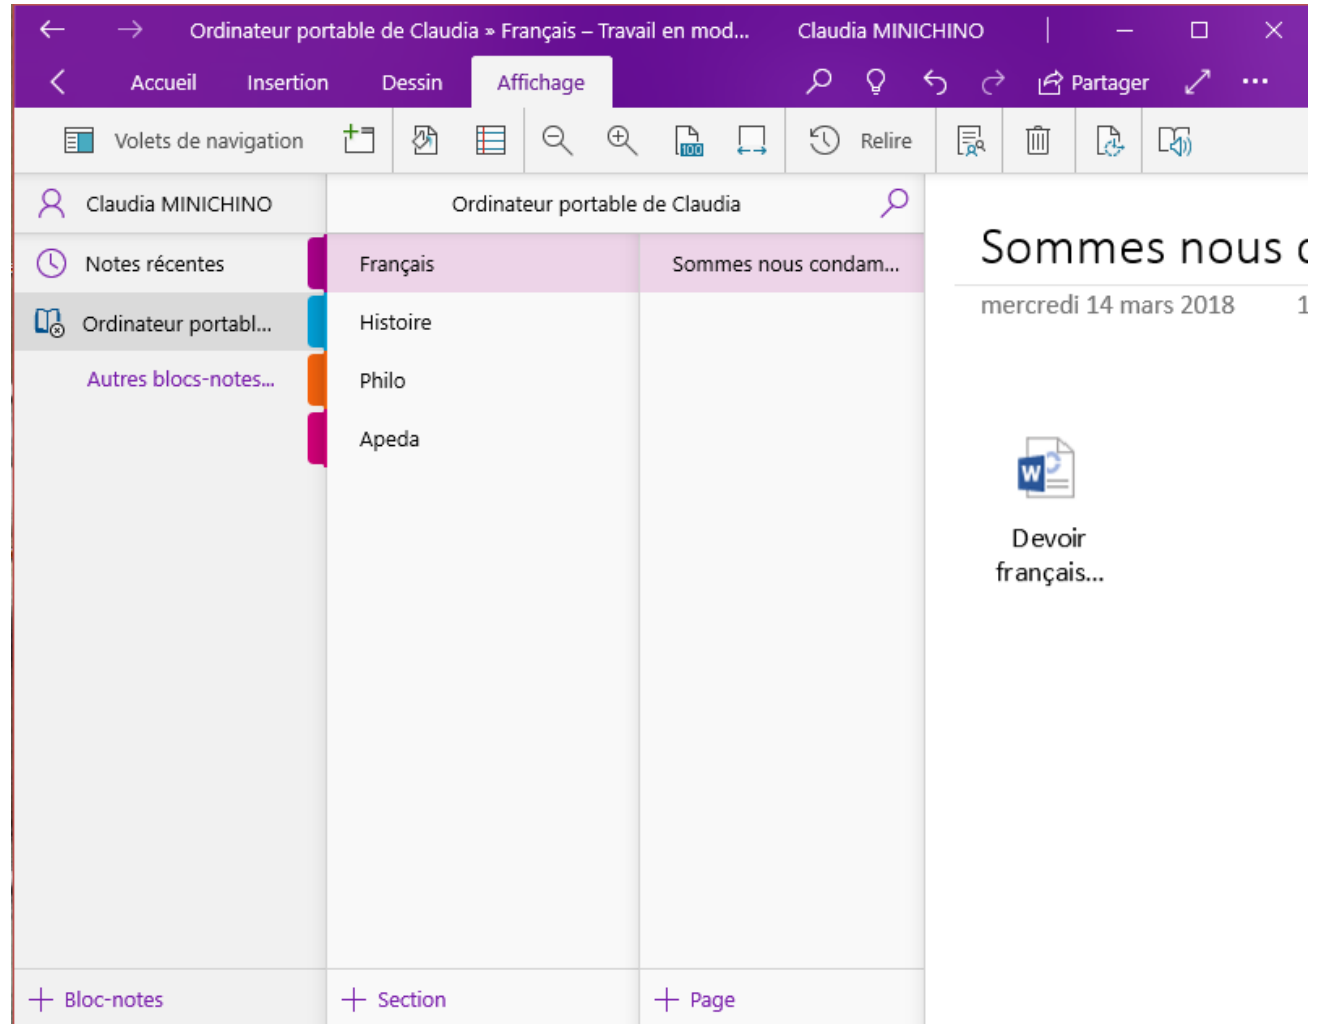 Ordinateur portable de Claudia » Français – Travail en mod... Claudia MINICHINO
Accueil Insertion Dessin Affichage Partager
Volets de navigation 100 Relire
Claudia MINICHINO
Ordinateur portable de Claudia
Notes récentes
Ordinateur portabl...
Autres blocs-notes...
Français
Histoire
Philo
Apeda
Sommes nous condam...
Sommes nous
mercredi 14 mars 2018
W
Devoir
français...
Bloc-notes
Section
Page